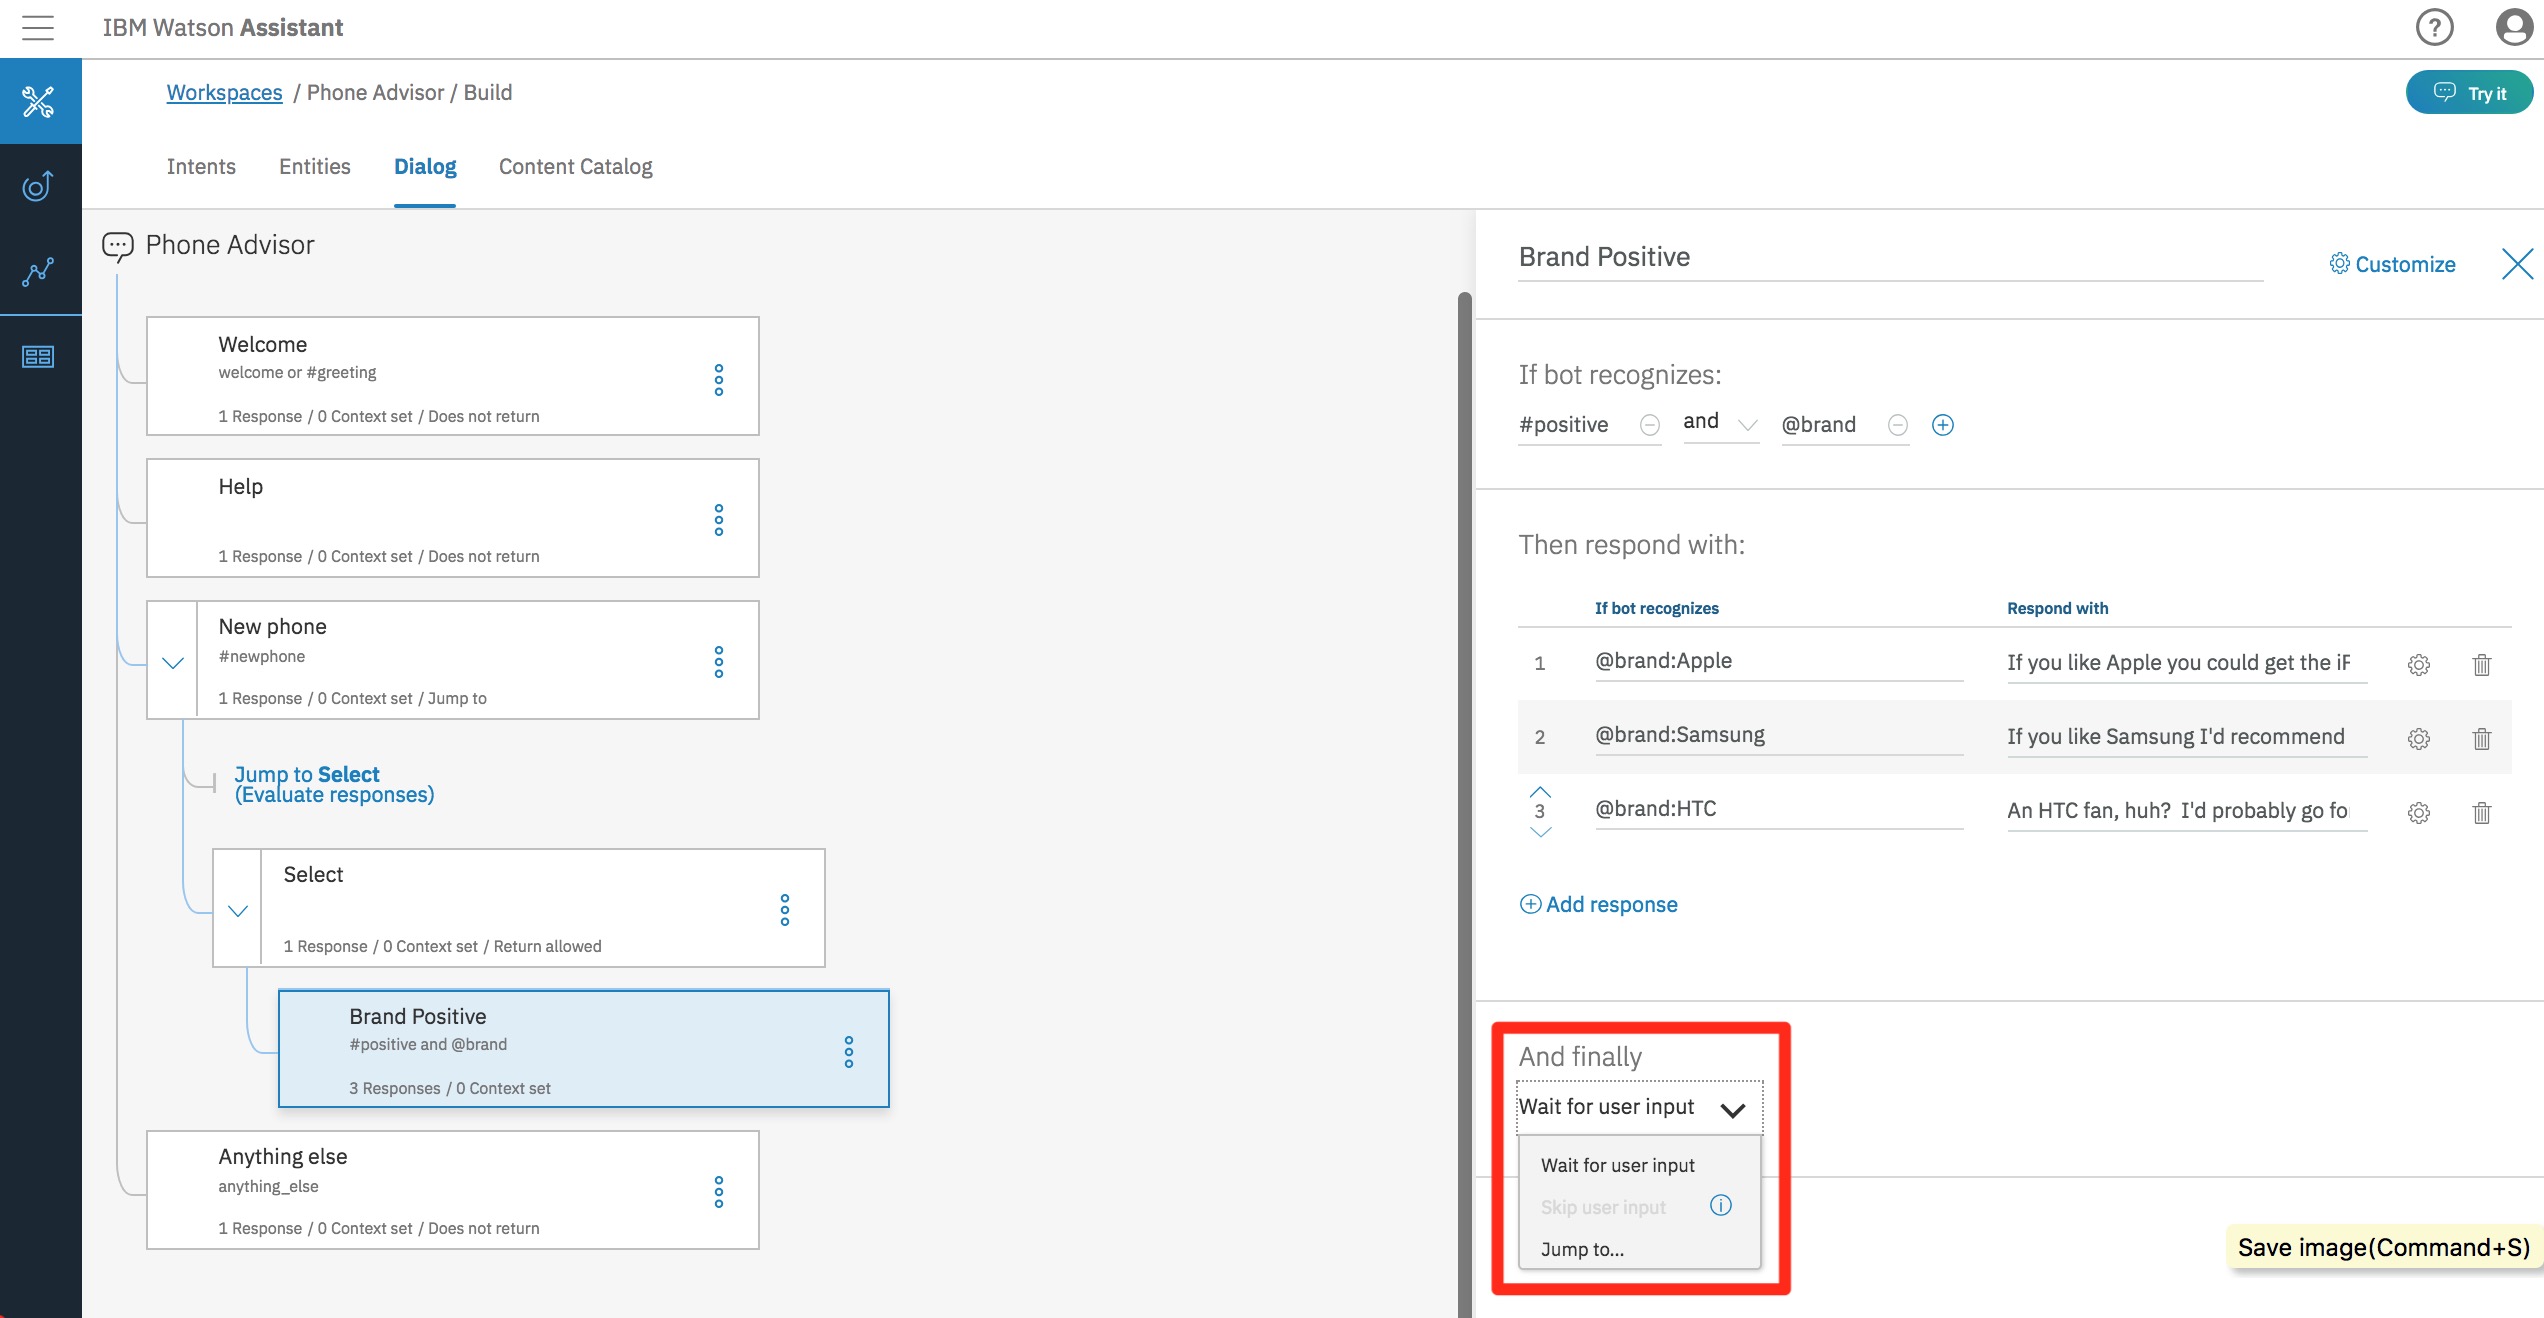 IBM Watson Assistant
Workspaces / Phone Advisor / Build
Try it
Intents Entities Dialog Content Catalog
Phone Advisor
Welcome
welcome or #greeting
1 Response / 0 Context set / Does not return
Help
1 Response / 0 Context set / Does not return
New phone
#newphone
1 Response / 0 Context set / Jump to
Jump to Select
(Evaluate responses)
Select
1 Response / 0 Context set / Return allowed
Brand Positive
#positive and @brand
3 Responses / 0 Context set
Anything else
anything_else
1 Response / 0 Context set / Does not return
Brand Positive
Customize
If bot recognizes:
#positive and @brand
Then respond with:
If bot recognizes Respond with
1 @brand:Apple If you like Apple you could get the iP
2 @brand:Samsung If you like Samsung I'd recommend
3 @brand:HTC An HTC fan, huh? I'd probably go fo
Add response
And finally
Wait for user input
Wait for user input
Skip user input
Jump to...
Save image(Command+S)